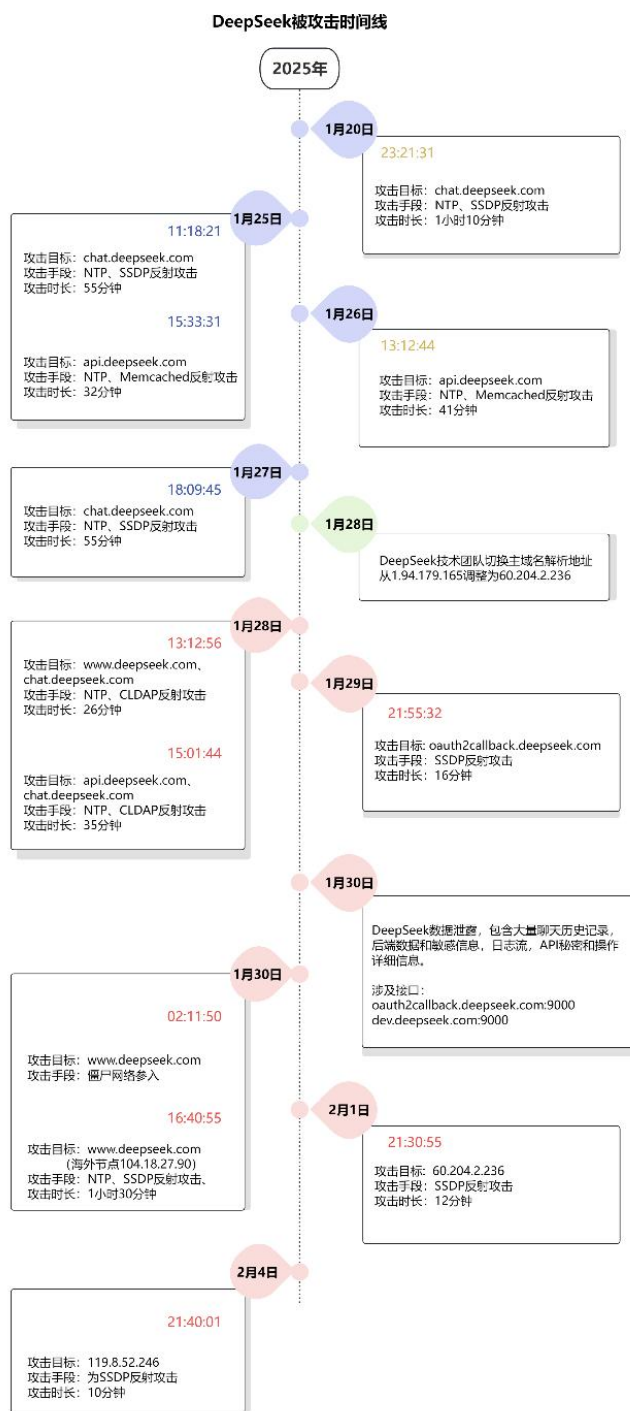 DeepSeek被攻击时间线
2025年
1月20日
23:21:31
攻击目标：chat.deepseek.com
攻击手段：NTP、SSDP反射攻击
攻击时长：1小时10分钟
1月25日
11:18:21
攻击目标：chat.deepseek.com
攻击手段：NTP、SSDP反射攻击
攻击时长：55分钟
15:33:31
攻击目标：api.deepseek.com
攻击手段：NTP、Memcached反射攻击
攻击时长：32分钟
1月26日
13:12:44
攻击目标：api.deepseek.com
攻击手段：NTP、Memcached反射攻击
攻击时长：41分钟
1月27日
18:09:45
攻击目标：chat.deepseek.com
攻击手段：NTP、SSDP反射攻击
攻击时长：55分钟
1月28日
DeepSeek技术团队切换主域名解析地址
从1.94.179.165调整为60.204.2.236
1月28日
13:12:56
攻击目标：www.deepseek.com、
chat.deepseek.com
攻击手段：NTP、CLDAP反射攻击
攻击时长：26分钟
15:01:44
攻击目标：api.deepseek.com、
chat.deepseek.com
攻击手段：NTP、CLDAP反射攻击
攻击时长：35分钟
1月29日
21:55:32
攻击目标: oauth2callback.deepseek.com
攻击手段：SSDP反射攻击
攻击时长：16分钟
1月30日
DeepSeek数据泄露，包含大量聊天历史记录，
后端数据和敏感信息，日志流，API秘密和操作
详细信息。
涉及接口：
oauth2callback.deepseek.com:9000
dev.deepseek.com:9000
1月30日
02:11:50
攻击目标：www.deepseek.com
攻击手段：僵尸网络参入
16:40:55
攻击目标：www.deepseek.com
(海外节点104.18.27.90)
攻击手段：NTP、SSDP反射攻击、
攻击时长：1小时30分钟
2月1日
21:30:55
攻击目标: 60.204.2.236
攻击手段：SSDP反射攻击
攻击时长：12分钟
2月4日
21:40:01
攻击目标：119.8.52.246
攻击手段：为SSDP反射攻击
攻击时长：10分钟